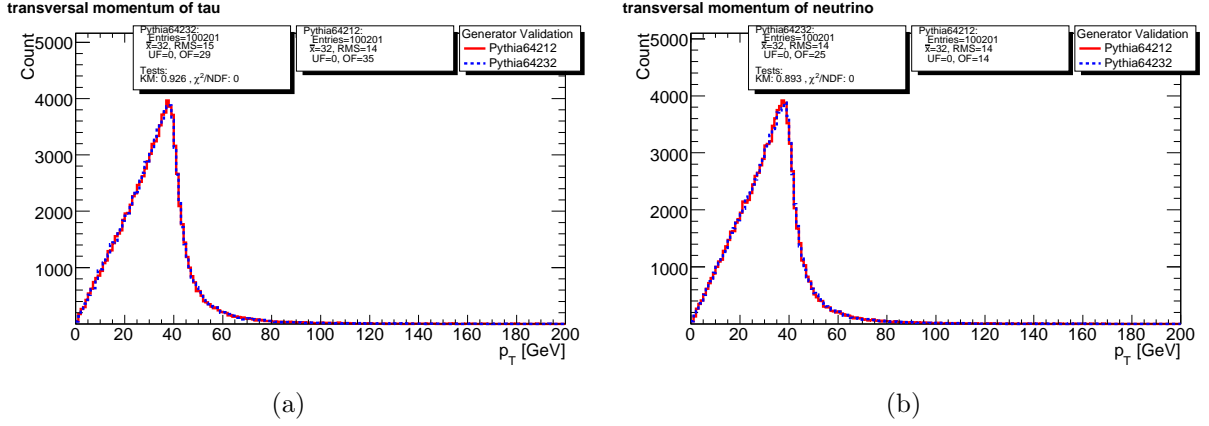 transversal momentum of tau
Pythia64232:
Entries=100201
x̅=32, RMS=15
UF=0, OF=29
Tests:
KM: 0.926 , χ²/NDF: 0
Pythia64212:
Entries=100201
x̅=32, RMS=14
UF=0, OF=35
Generator Validation
Pythia64212
Pythia64232
Count
5000
4000
3000
2000
1000
0 20 40 60 80 100 120 140 160 180 200
p_T [GeV]
(a)
transversal momentum of neutrino
Pythia64232:
Entries=100201
x̅=32, RMS=14
UF=0, OF=25
Tests:
KM: 0.893 , χ²/NDF: 0
Pythia64212:
Entries=100201
x̅=32, RMS=14
UF=0, OF=14
Generator Validation
Pythia64212
Pythia64232
Count
5000
4000
3000
2000
1000
0 20 40 60 80 100 120 140 160 180 200
p_T [GeV]
(b)